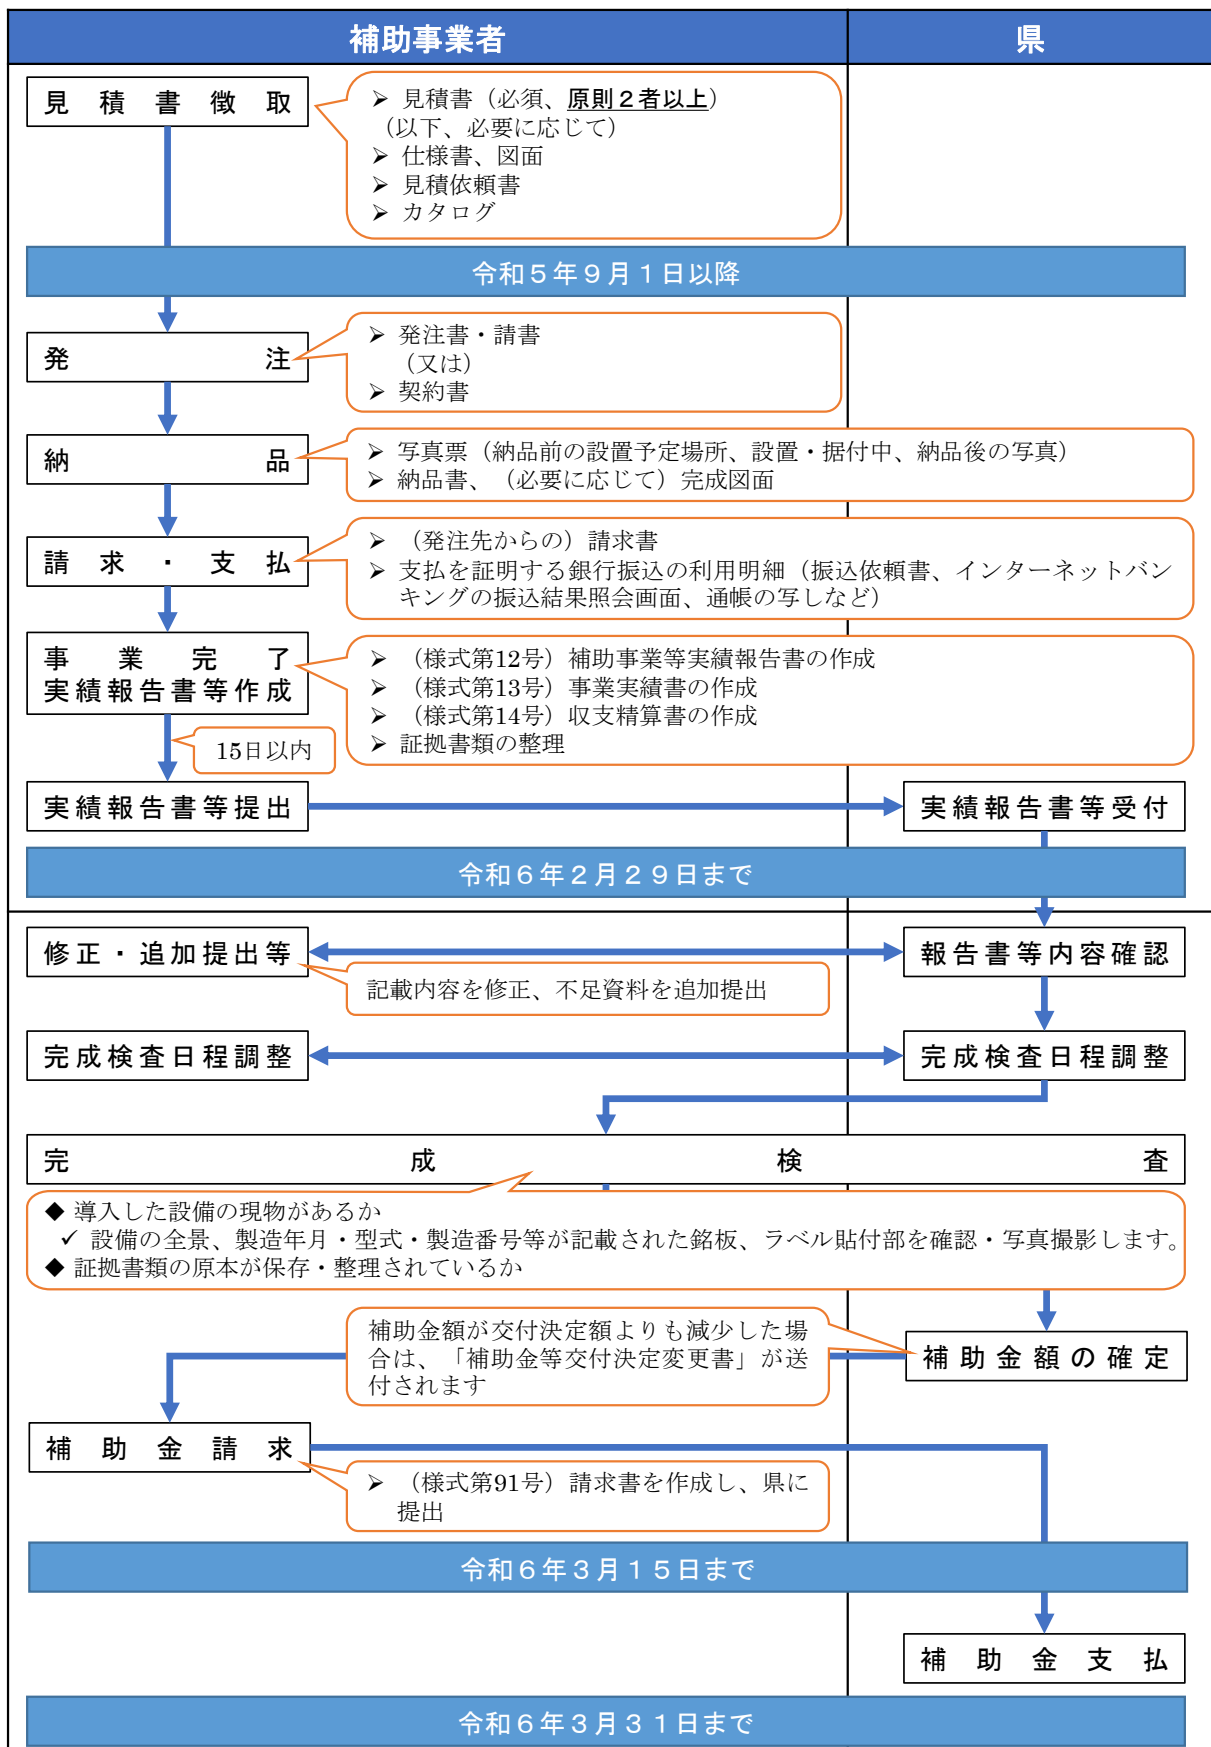 補助事業者
県
見積書徴取
➢ 見積書（必須、原則２者以上）
（以下、必要に応じて）
➢ 仕様書、図面
➢ 見積依頼書
➢ カタログ
令和５年９月１日以降
発注
➢ 発注書・請書
（又は）
➢ 契約書
納品
➢ 写真票（納品前の設置予定場所、設置・据付中、納品後の写真）
➢ 納品書、（必要に応じて）完成図面
請求・支払
➢ （発注先からの）請求書
➢ 支払を証明する銀行振込の利用明細（振込依頼書、インターネットバン
キングの振込結果照会画面、通帳の写しなど）
事業完了
実績報告書等作成
➢ （様式第12号）補助事業等実績報告書の作成
➢ （様式第13号）事業実績書の作成
➢ （様式第14号）収支精算書の作成
➢ 証拠書類の整理
15日以内
実績報告書等提出
実績報告書等受付
令和６年２月２９日まで
修正・追加提出等
報告書等内容確認
記載内容を修正、不足資料を追加提出
完成検査日程調整
完成検査日程調整
完成検査
◆ 導入した設備の現物があるか
✓ 設備の全景、製造年月・型式・製造番号等が記載された銘板、ラベル貼付部を確認・写真撮影します。
◆ 証拠書類の原本が保存・整理されているか
補助金額が交付決定額よりも減少した場
合は、「補助金等交付決定変更書」が送
付されます
補助金額の確定
補助金請求
➢ （様式第91号）請求書を作成し、県に
提出
令和６年３月１５日まで
補助金支払
令和６年３月３１日まで